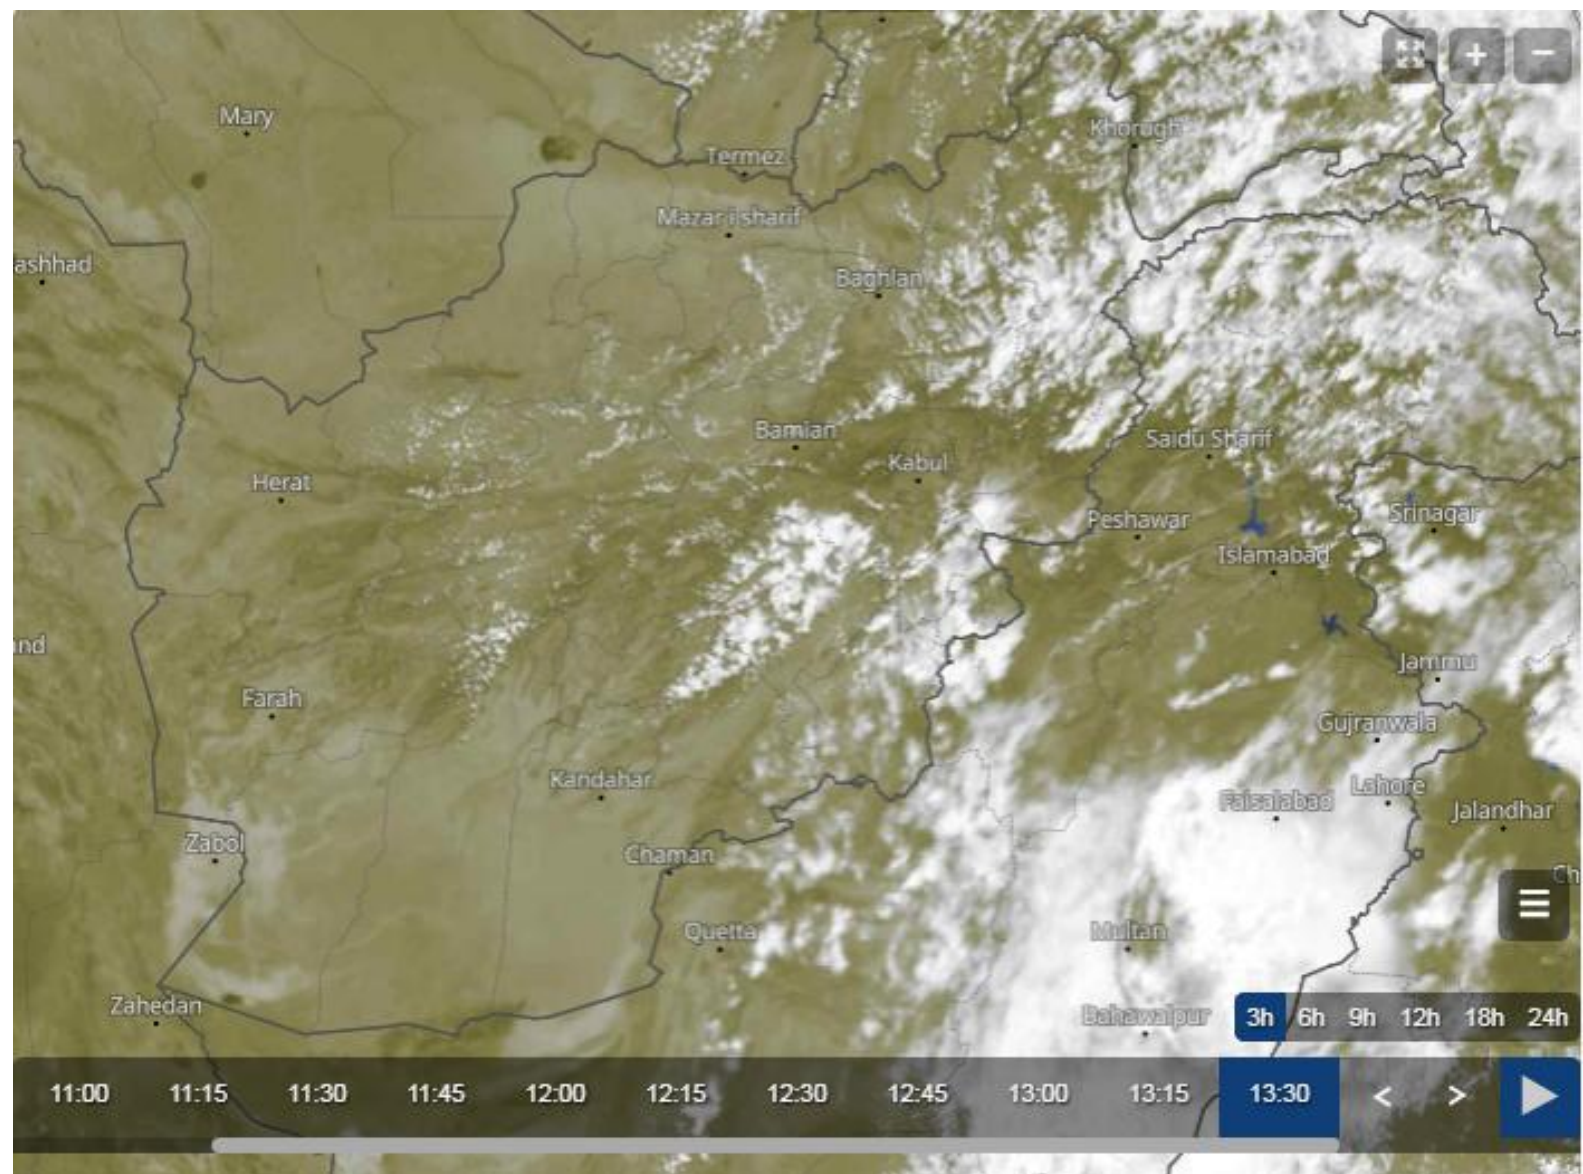 + −
Mary
Khorugh
Termez
Mazar i sharif
ashhad
Baghlan
Bamian
Saidu Sharif
Kabul
Herat
Peshawar
Srinagar
Islamabad
nd
Jammu
Farah
Gujranwala
Kandahar
Lahore
Faisalabad
Jalandhar
Zabol
Chaman
Ch
Quetta
Multan
Zahedan
Bahawalpur
3h 6h 9h 12h 18h 24h
11:00 11:15 11:30 11:45 12:00 12:15 12:30 12:45 13:00 13:15 13:30 < >